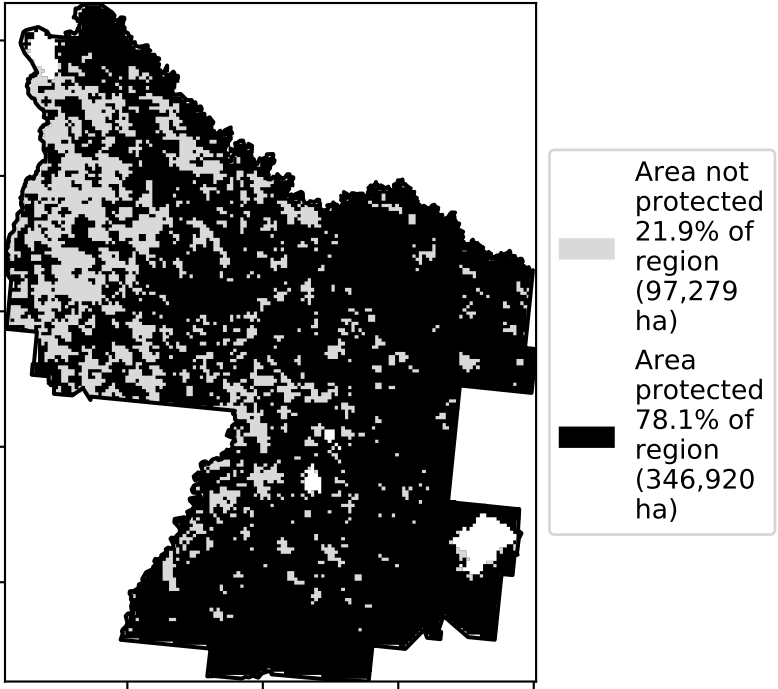 Area not
protected
21.9% of
region
(97,279
ha)
Area
protected
78.1% of
region
(346,920
ha)